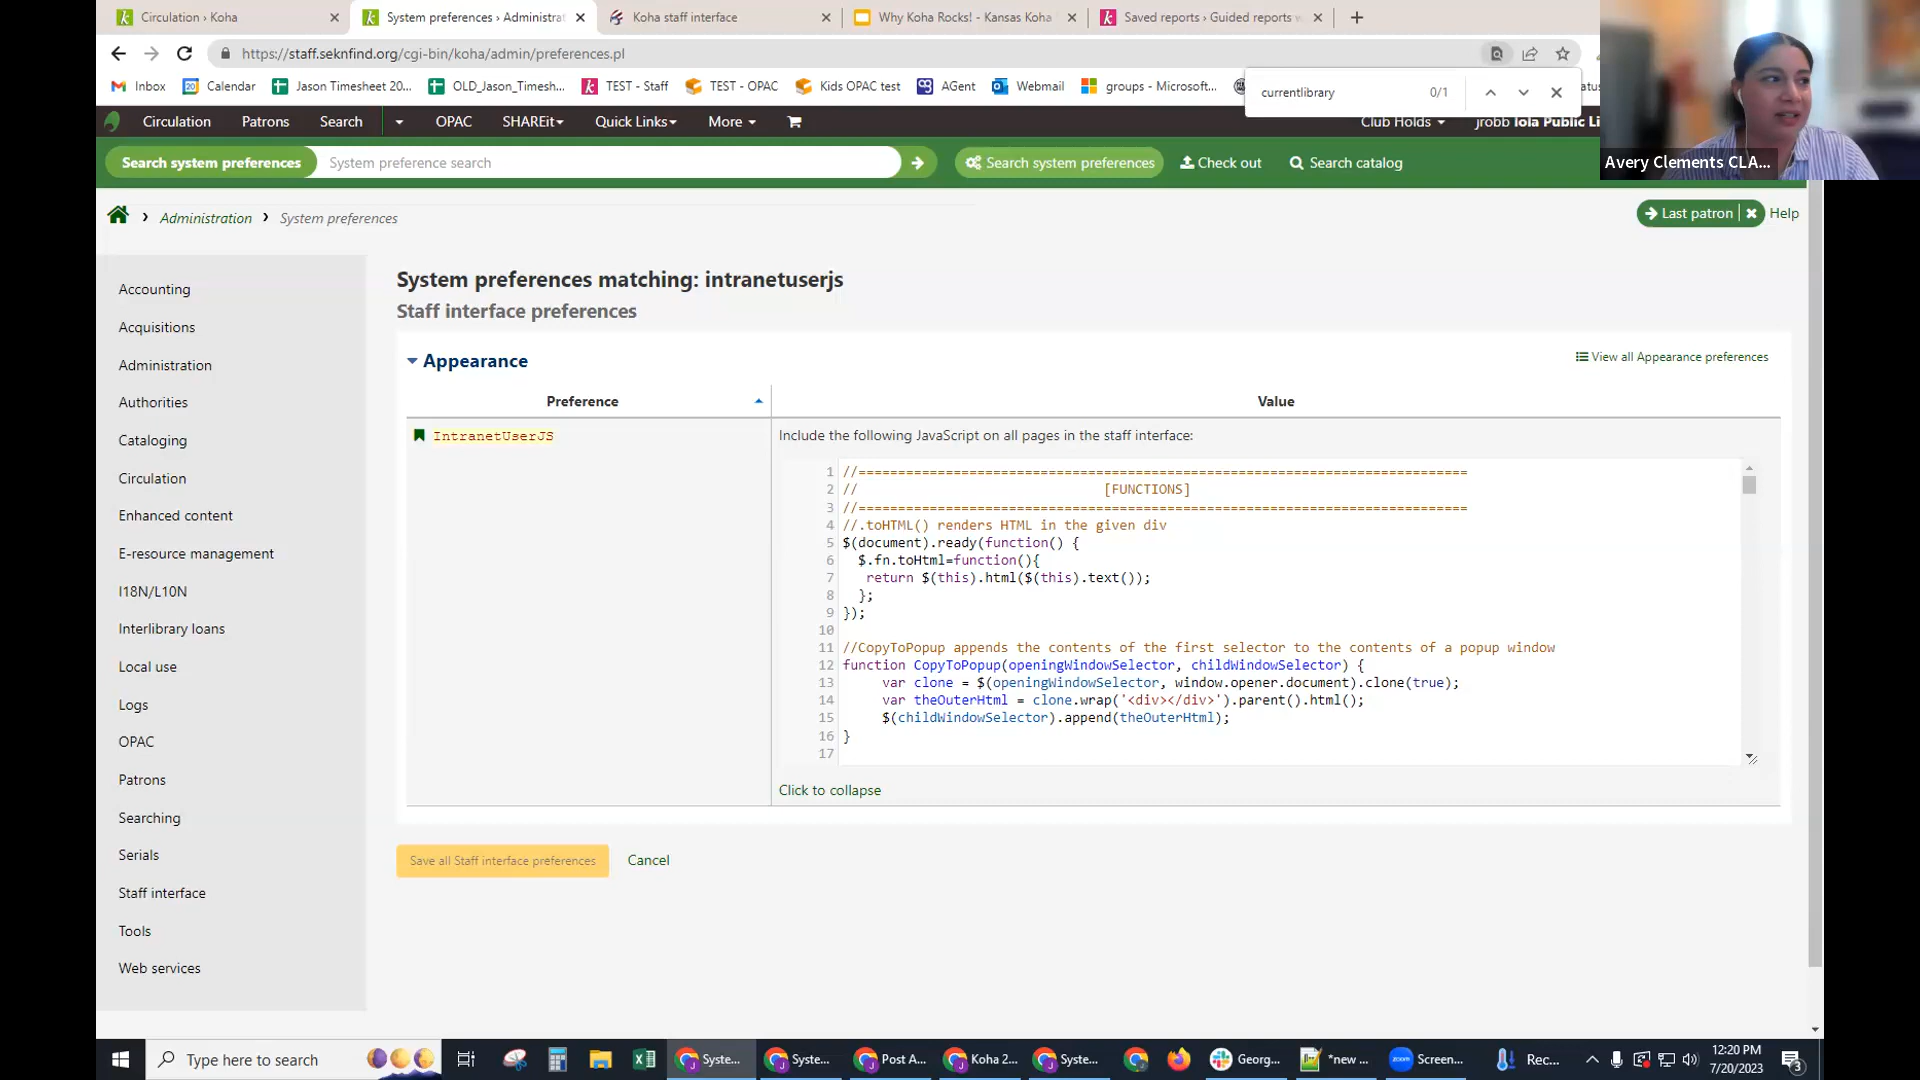 Circulation › Koha
System preferences › Administrat
Koha staff interface
Why Koha Rocks! - Kansas Koha
Saved reports › Guided reports w
https://staff.seknfind.org/cgi-bin/koha/admin/preferences.pl
Inbox
Calendar
Jason Timesheet 20...
OLD_Jason_Timesh...
TEST - Staff
TEST - OPAC
Kids OPAC test
AGent
Webmail
groups - Microsoft...
currentlibrary 0/1
Circulation
Patrons
Search
OPAC
SHAREit
Quick Links
More
Club Holds
jrobb Iola Public Li
Search system preferences
System preference search
Search system preferences
Check out
Search catalog
Avery Clements CLA...
Administration
System preferences
Last patron
Help
Accounting
Acquisitions
Administration
Authorities
Cataloging
Circulation
Enhanced content
E-resource management
I18N/L10N
Interlibrary loans
Local use
Logs
OPAC
Patrons
Searching
Serials
Staff interface
Tools
Web services
System preferences matching: intranetuserjs
Staff interface preferences
Appearance
View all Appearance preferences
Preference
Value
IntranetUserJS
Include the following JavaScript on all pages in the staff interface:
1 //=============================================================================
2 // [FUNCTIONS]
3 //=============================================================================
4 //.toHTML() renders HTML in the given div
5 $(document).ready(function() {
6 $.fn.toHtml=function(){
7 return $(this).html($(this).text());
8 };
9 });
10
11 //CopyToPopup appends the contents of the first selector to the contents of a popup window
12 function CopyToPopup(openingWindowSelector, childWindowSelector) {
13 var clone = $(openingWindowSelector, window.opener.document).clone(true);
14 var theOuterHtml = clone.wrap('<div></div>').parent().html();
15 $(childWindowSelector).append(theOuterHtml);
16 }
17
Click to collapse
Save all Staff interface preferences
Cancel
Type here to search
Syste...
Syste...
Post A...
Koha 2...
Syste...
Georg...
*new ...
Screen...
Rec...
12:20 PM
7/20/2023
3